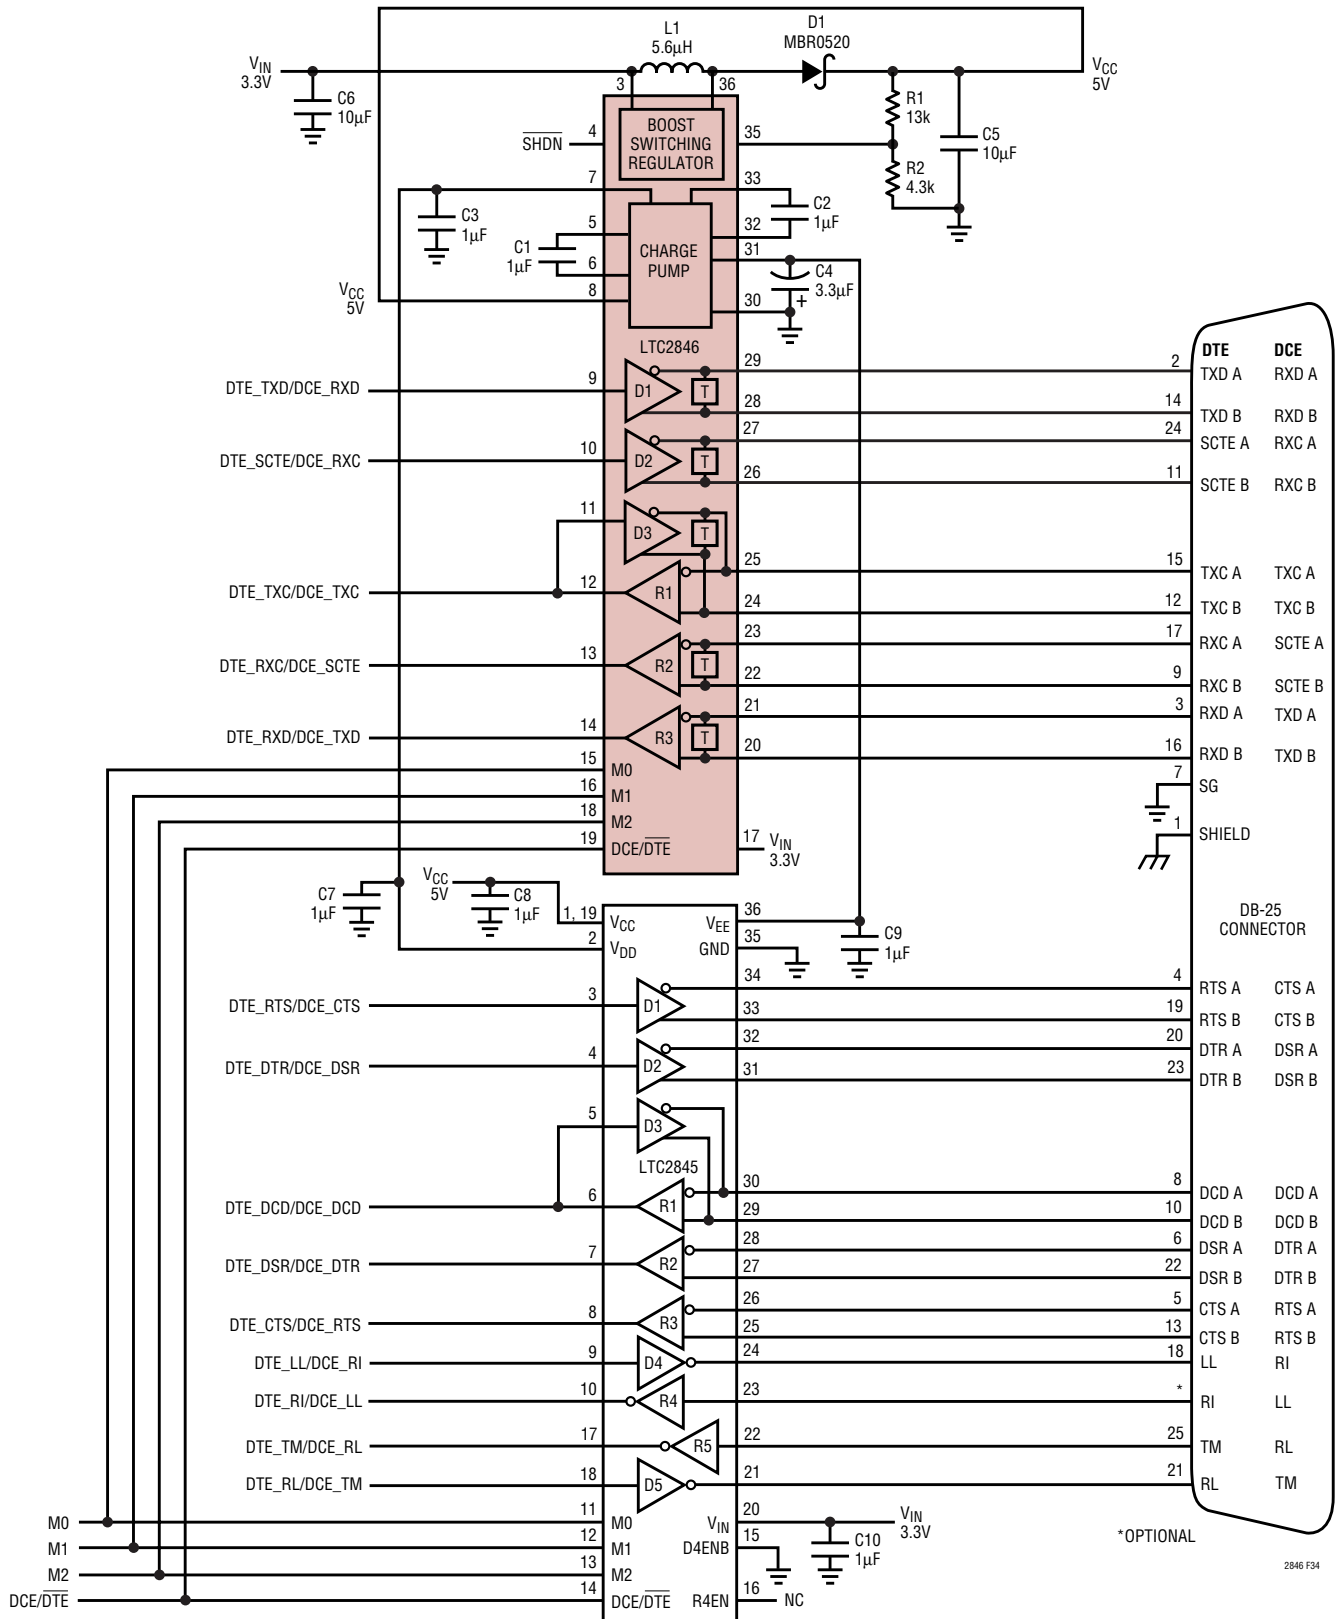 L1
5.6µH
D1
MBR0520
VIN
3.3V
3
36
VCC
5V
C6
10µF
BOOST
SWITCHING
REGULATOR
R1
13k
SHDN
4
35
C5
10µF
R2
4.3k
7
33
C3
1µF
C2
1µF
5
32
C1
1µF
CHARGE
PUMP
31
6
C4
3.3µF
8
VCC
5V
30
+
LTC2846
DTE DCE
29
2
TXD A RXD A
DTE_TXD/DCE_RXD
9
D1
T
28
14
TXD B RXD B
27
24
SCTE A RXC A
DTE_SCTE/DCE_RXC
10
D2
T
26
11
SCTE B RXC B
11
D3
T
25
15
TXC A TXC A
DTE_TXC/DCE_TXC
12
R1
24
12
TXC B TXC B
23
17
RXC A SCTE A
DTE_RXC/DCE_SCTE
13
R2
T
22
9
RXC B SCTE B
21
3
RXD A TXD A
DTE_RXD/DCE_TXD
14
R3
T
20
16
RXD B TXD B
15
M0
7
SG
16
M1
18
M2
1
SHIELD
19
DCE/DTE
17
VIN
3.3V
C7
1µF
VCC
5V
C8
1µF
1, 19
VCC
VEE
36
2
VDD
GND
35
C9
1µF
DB-25
CONNECTOR
34
4
RTS A CTS A
DTE_RTS/DCE_CTS
3
D1
33
19
RTS B CTS B
32
20
DTR A DSR A
DTE_DTR/DCE_DSR
4
D2
31
23
DTR B DSR B
5
D3
LTC2845
30
8
DCD A DCD A
DTE_DCD/DCE_DCD
6
R1
29
10
DCD B DCD B
28
6
DSR A DTR A
DTE_DSR/DCE_DTR
7
R2
27
22
DSR B DTR B
26
5
CTS A RTS A
DTE_CTS/DCE_RTS
8
R3
25
13
CTS B RTS B
DTE_LL/DCE_RI
9
D4
24
18
LL RI
DTE_RI/DCE_LL
10
R4
23
*
RI LL
DTE_TM/DCE_RL
17
R5
22
25
TM RL
DTE_RL/DCE_TM
18
D5
21
21
RL TM
M0
11
M0
VIN
20
VIN
3.3V
M1
12
M1
D4ENB
15
C10
1µF
*OPTIONAL
M2
13
M2
DCE/DTE
14
DCE/DTE
R4EN
16
NC
2846 F34